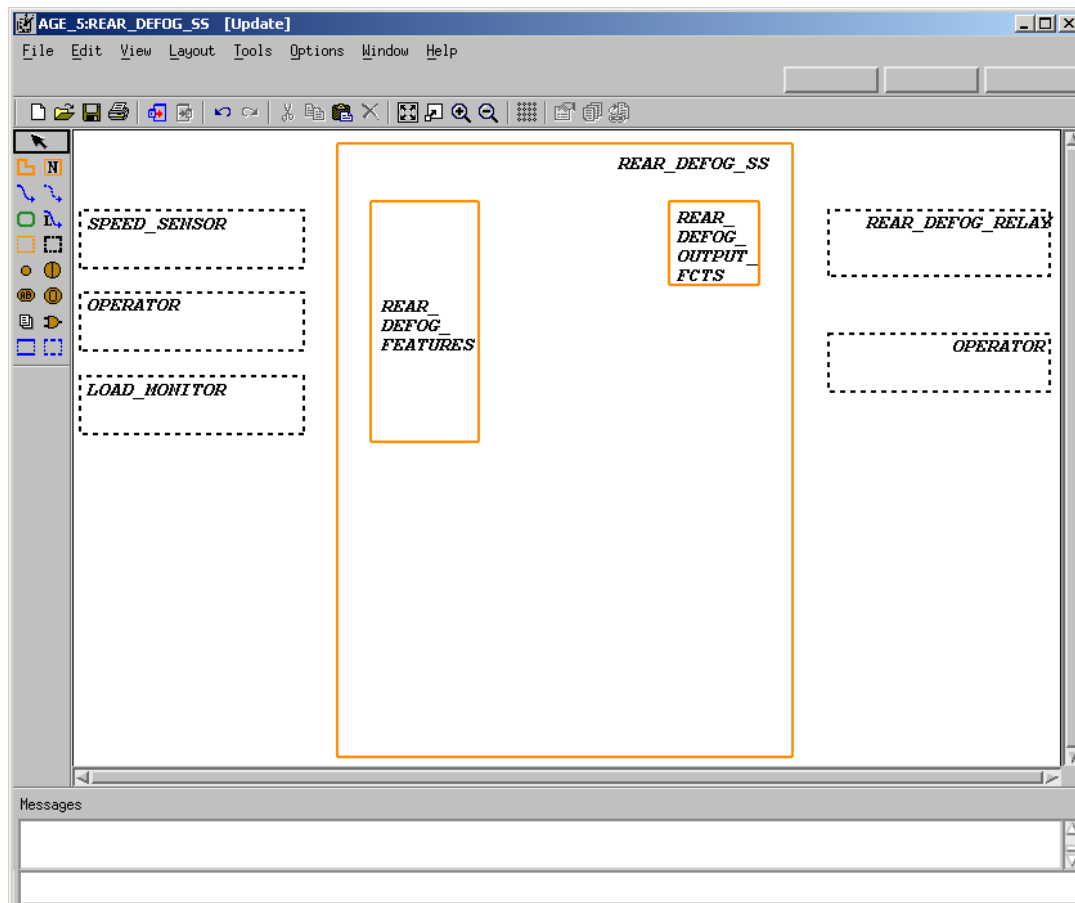 AGE_5:REAR_DEFOG_SS [Update]
File Edit View Layout Tools Options Window Help
REAR_DEFOG_SS
SPEED_SENSOR
OPERATOR
LOAD_MONITOR
REAR_
DEFOG_
FEATURES
REAR_
DEFOG_
OUTPUT_
FCTS
REAR_DEFOG_RELAY
OPERATOR
Messages